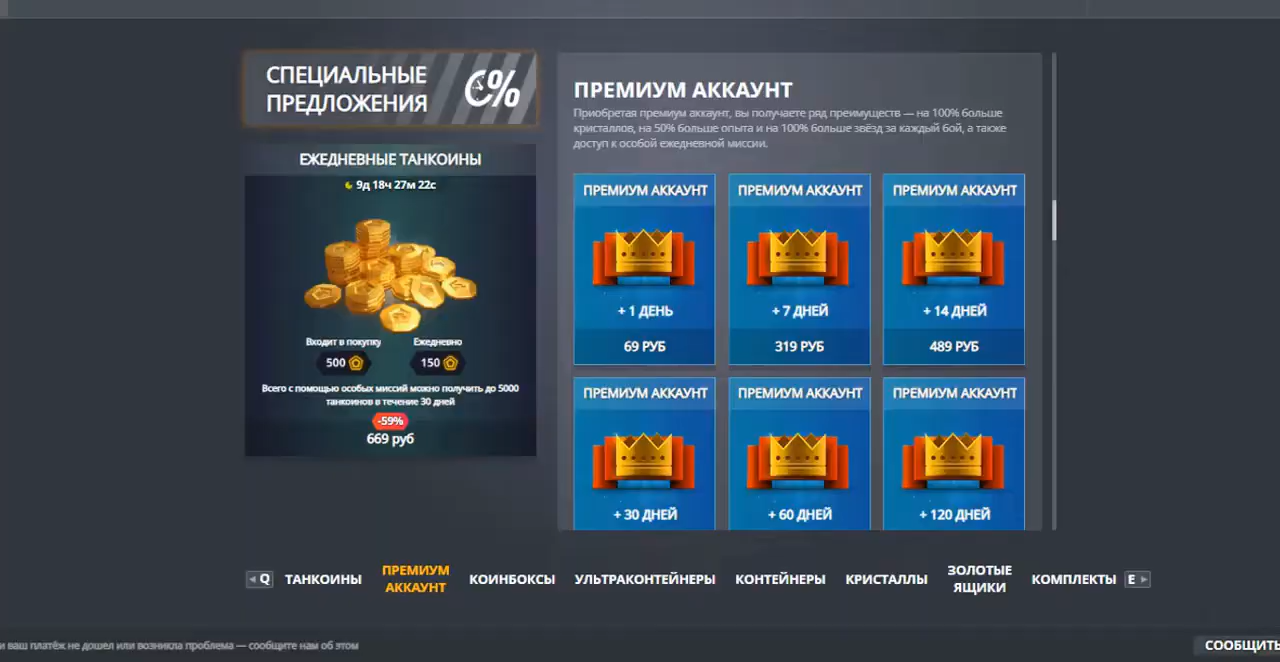 СПЕЦИАЛЬНЫЕ
ПРЕДЛОЖЕНИЯ
%
ЕЖЕДНЕВНЫЕ ТАНКОИНЫ
9д 18ч 27м 22с
Входит в покупку Ежедневно
500 150
Всего с помощью особых миссий можно получить до 5000
танкоинов в течение 30 дней
-59%
669 руб
ПРЕМИУМ АККАУНТ
Приобретая премиум аккаунт, вы получаете ряд преимуществ — на 100% больше
кристаллов, на 50% больше опыта и на 100% больше звёзд за каждый бой, а также
доступ к особой ежедневной миссии.
ПРЕМИУМ АККАУНТ ПРЕМИУМ АККАУНТ ПРЕМИУМ АККАУНТ
+ 1 ДЕНЬ + 7 ДНЕЙ + 14 ДНЕЙ
69 РУБ 319 РУБ 489 РУБ
ПРЕМИУМ АККАУНТ ПРЕМИУМ АККАУНТ ПРЕМИУМ АККАУНТ
+ 30 ДНЕЙ + 60 ДНЕЙ + 120 ДНЕЙ
Q ТАНКОИНЫ ПРЕМИУМ АККАУНТ КОИНБОКСЫ УЛЬТРАКОНТЕЙНЕРЫ КОНТЕЙНЕРЫ КРИСТАЛЛЫ ЗОЛОТЫЕ ЯЩИКИ КОМПЛЕКТЫ E
и ваш платёж не дошел или возникла проблема — сообщите нам об этом
СООБЩИТЬ